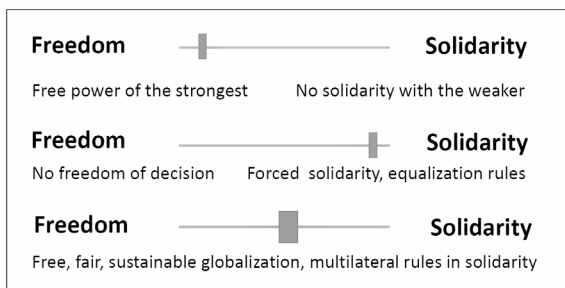 Freedom Solidarity
Free power of the strongest No solidarity with the weaker
Freedom Solidarity
No freedom of decision Forced solidarity, equalization rules
Freedom Solidarity
Free, fair, sustainable globalization, multilateral rules in solidarity